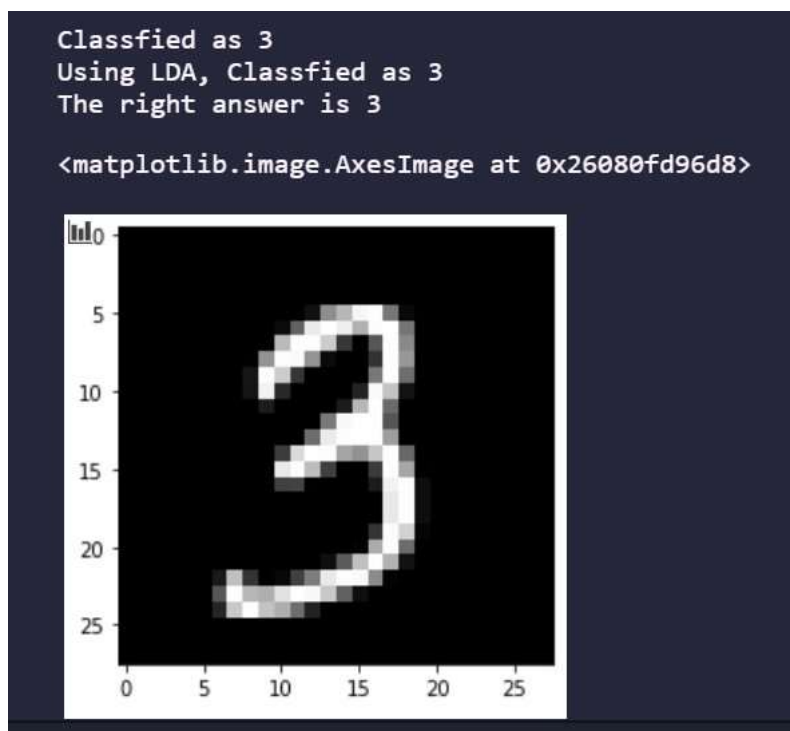 Classfied as 3
Using LDA, Classfied as 3
The right answer is 3
<matplotlib.image.AxesImage at 0x26080fd96d8>
0
5
10
15
20
25
3
0 5 10 15 20 25